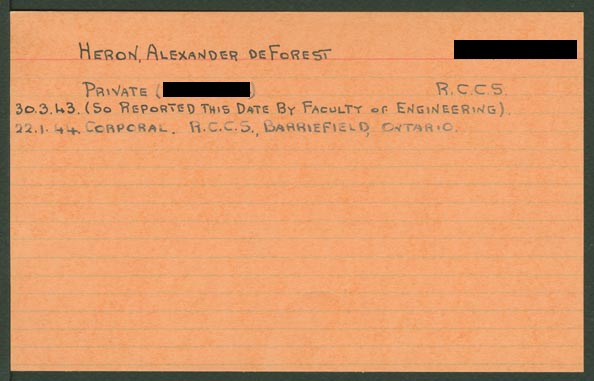 HERON, ALEXANDER DEFOREST
PRIVATE ( ) R.C.C.S.
30.3.43. (SO REPORTED THIS DATE BY FACULTY OF ENGINEERING).
22.1.44. CORPORAL. R.C.C.S., BARRIEFIELD, ONTARIO.